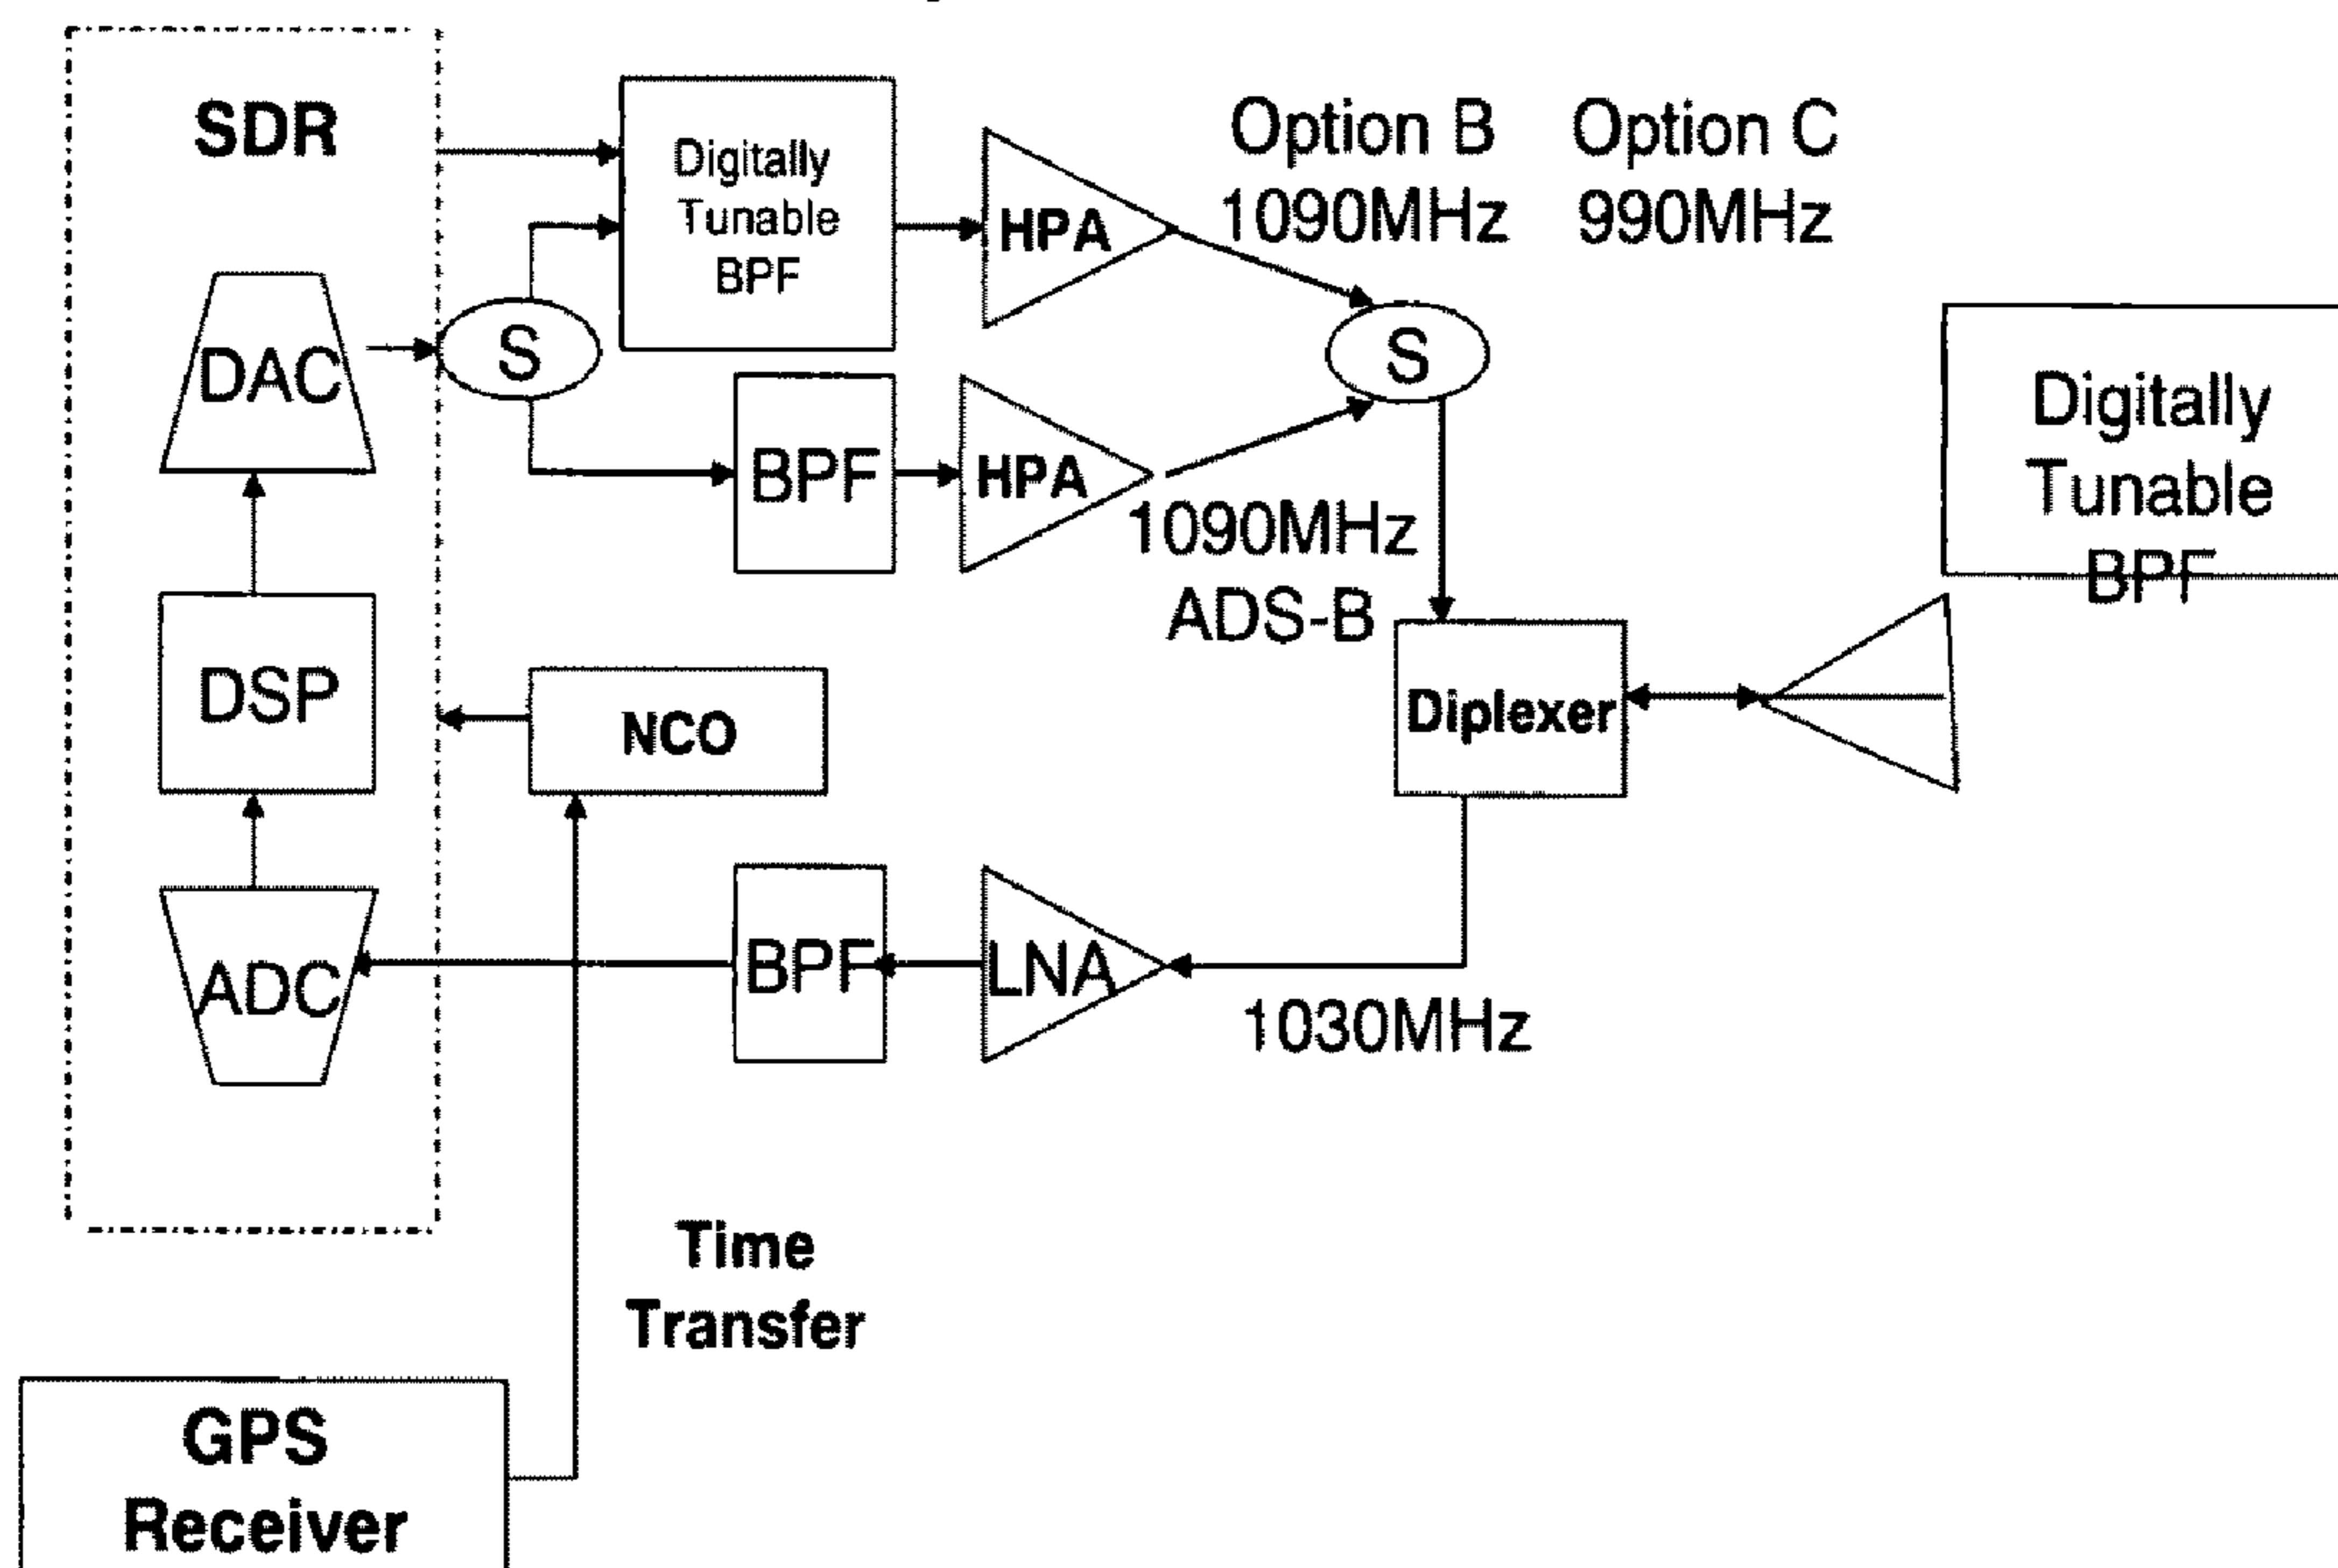 SDR
Digitally
Tunable
BPF
HPA
Option B
1090MHz
Option C
990MHz
DAC
S
S
BPF
HPA
1090MHz
ADS-B
Digitally
Tunable
BPF
DSP
NCO
Diplexer
ADC
BPF
LNA
1030MHz
Time
Transfer
GPS
Receiver